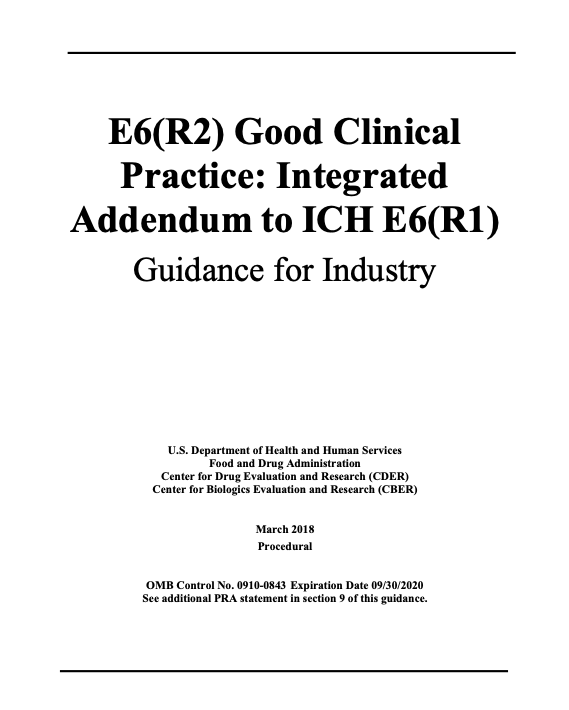 E6(R2) Good Clinical
Practice: Integrated
Addendum to ICH E6(R1)
Guidance for Industry
U.S. Department of Health and Human Services
Food and Drug Administration
Center for Drug Evaluation and Research (CDER)
Center for Biologics Evaluation and Research (CBER)
March 2018
Procedural
OMB Control No. 0910-0843 Expiration Date 09/30/2020
See additional PRA statement in section 9 of this guidance.